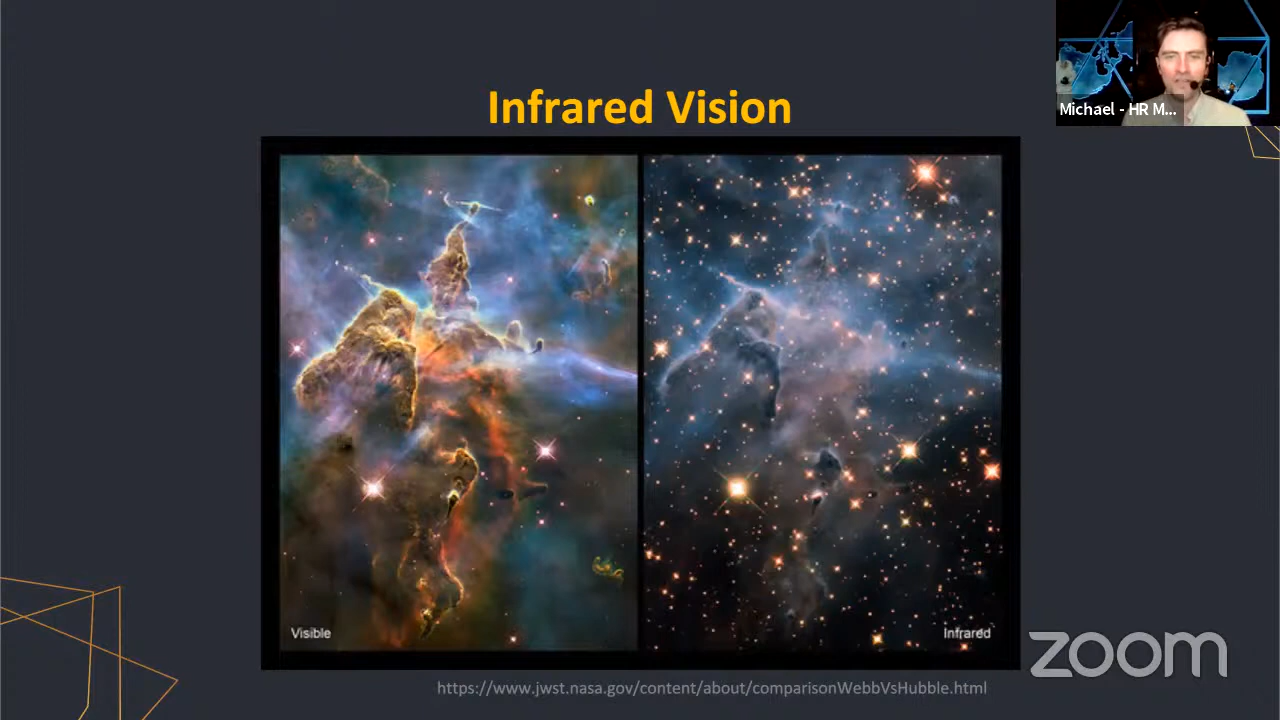 Infrared Vision
Michael - HR M...
Visible
Infrared
zoom
https://www.jwst.nasa.gov/content/about/comparisonWebbVsHubble.html